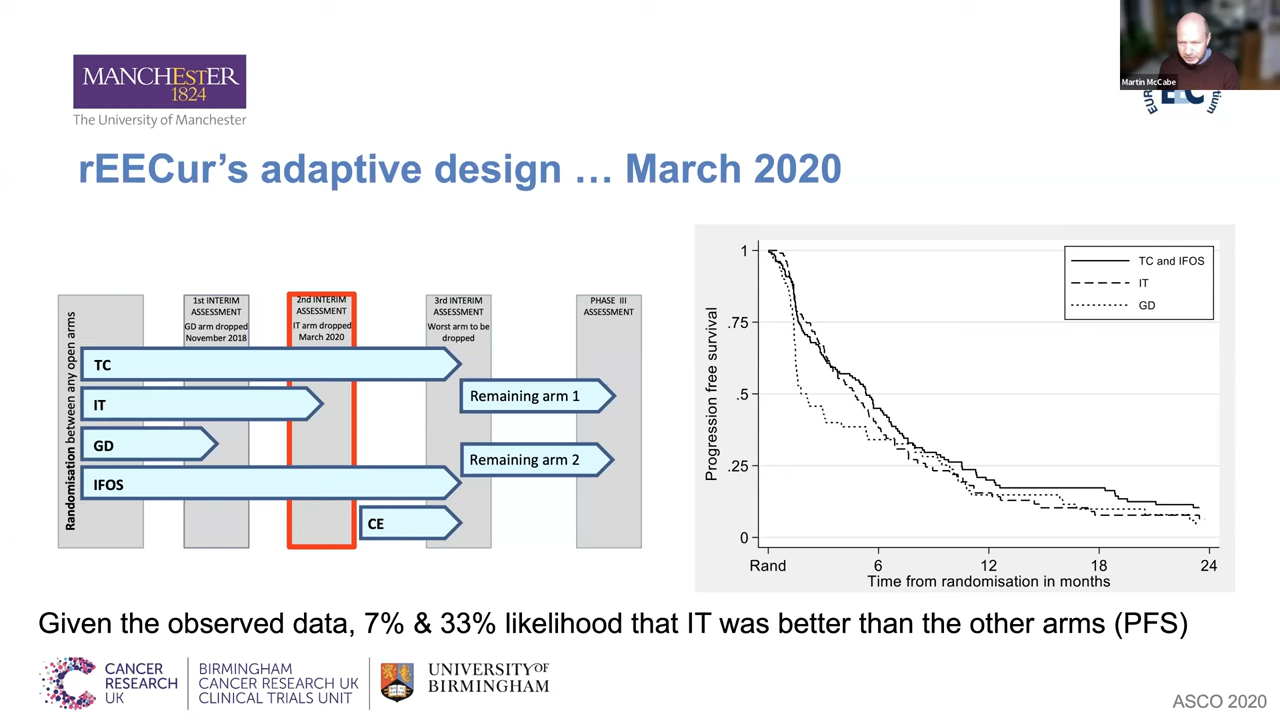 MANCHESTER
1824
The University of Manchester
Martin McCabe
rEECur’s adaptive design … March 2020
Randomisation between any open arms
1st INTERIM
ASSESSMENT
GD arm dropped
November 2018
2nd INTERIM
ASSESSMENT
IT arm dropped
March 2020
3rd INTERIM
ASSESSMENT
Worst arm to be
dropped
PHASE III
ASSESSMENT
TC
IT
GD
IFOS
CE
Remaining arm 1
Remaining arm 2
Progression free survival
1
.75
.5
.25
0
TC and IFOS
IT
GD
Rand 6 12 18 24
Time from randomisation in months
Given the observed data, 7% & 33% likelihood that IT was better than the other arms (PFS)
CANCER
RESEARCH
UK
BIRMINGHAM
CANCER RESEARCH UK
CLINICAL TRIALS UNIT
UNIVERSITY OF
BIRMINGHAM
ASCO 2020